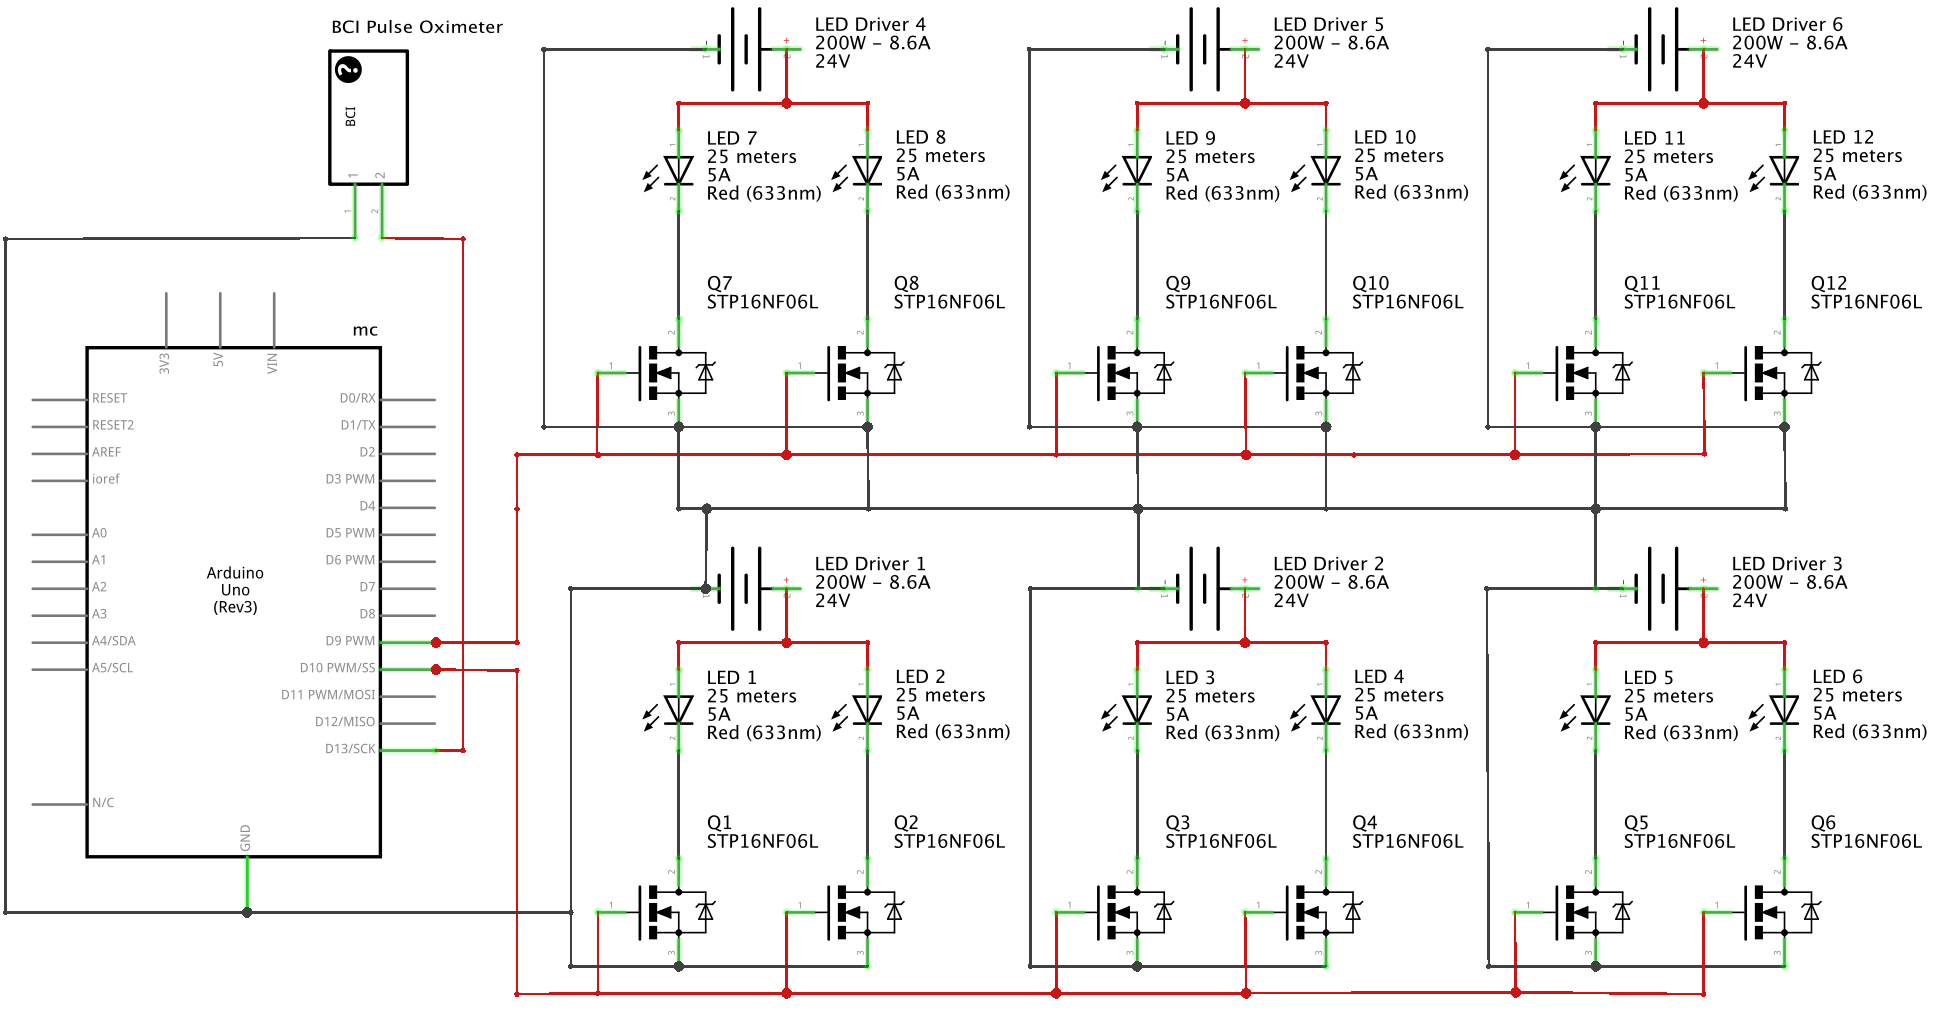 BCI Pulse Oximeter
BCI
1
2
1
2
mc
3V3
5V
VIN
RESET
RESET2
AREF
ioref
A0
A1
A2
A3
A4/SDA
A5/SCL
N/C
D0/RX
D1/TX
D2
D3 PWM
D4
D5 PWM
D6 PWM
D7
D8
D9 PWM
D10 PWM/SS
D11 PWM/MOSI
D12/MISO
D13/SCK
GND
Arduino
Uno
(Rev3)
LED Driver 4
200W - 8.6A
24V
LED 7
25 meters
5A
Red (633nm)
LED 8
25 meters
5A
Red (633nm)
Q7
STP16NF06L
Q8
STP16NF06L
LED Driver 5
200W - 8.6A
24V
LED 9
25 meters
5A
Red (633nm)
LED 10
25 meters
5A
Red (633nm)
Q9
STP16NF06L
Q10
STP16NF06L
LED Driver 6
200W - 8.6A
24V
LED 11
25 meters
5A
Red (633nm)
LED 12
25 meters
5A
Red (633nm)
Q11
STP16NF06L
Q12
STP16NF06L
LED Driver 1
200W - 8.6A
24V
LED 1
25 meters
5A
Red (633nm)
LED 2
25 meters
5A
Red (633nm)
Q1
STP16NF06L
Q2
STP16NF06L
LED Driver 2
200W - 8.6A
24V
LED 3
25 meters
5A
Red (633nm)
LED 4
25 meters
5A
Red (633nm)
Q3
STP16NF06L
Q4
STP16NF06L
LED Driver 3
200W - 8.6A
24V
LED 5
25 meters
5A
Red (633nm)
LED 6
25 meters
5A
Red (633nm)
Q5
STP16NF06L
Q6
STP16NF06L